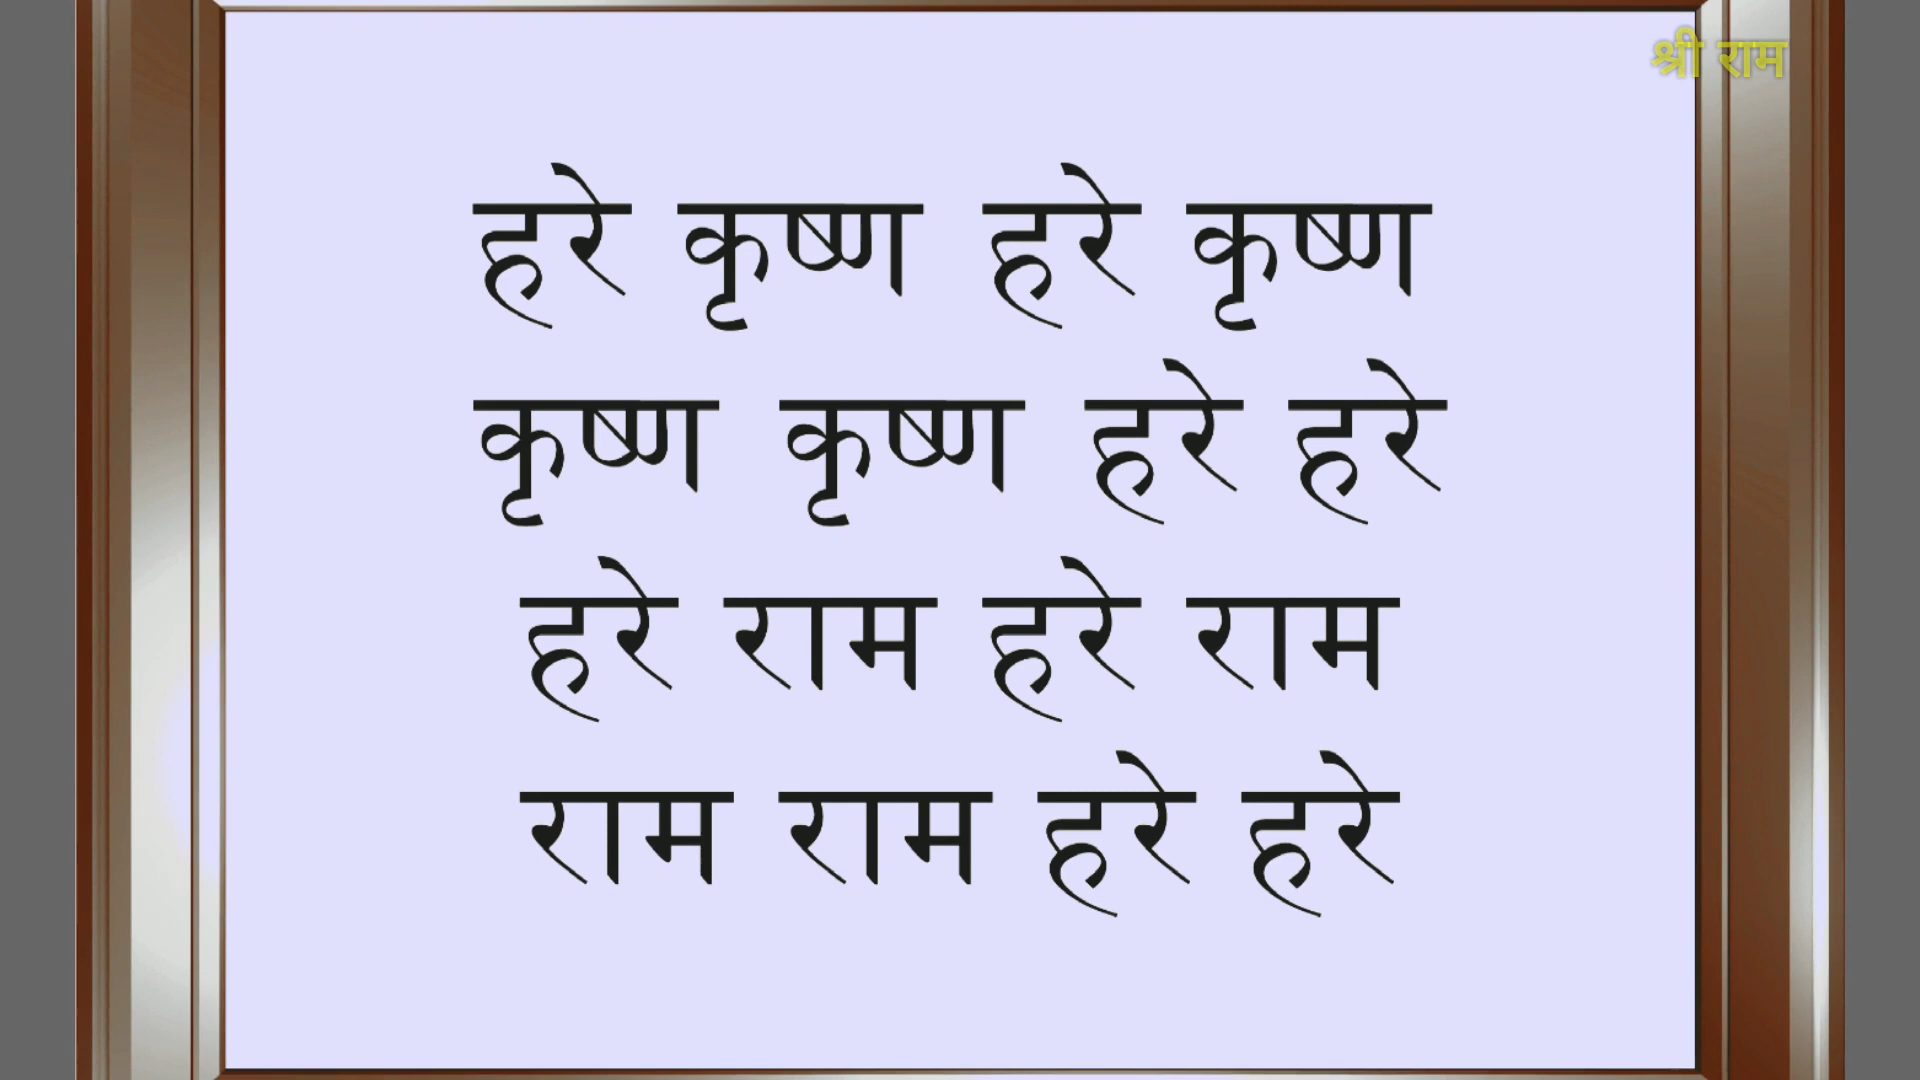 श्री राम
हरे कृष्ण हरे कृष्ण
कृष्ण कृष्ण हरे हरे
हरे राम हरे राम
राम राम हरे हरे